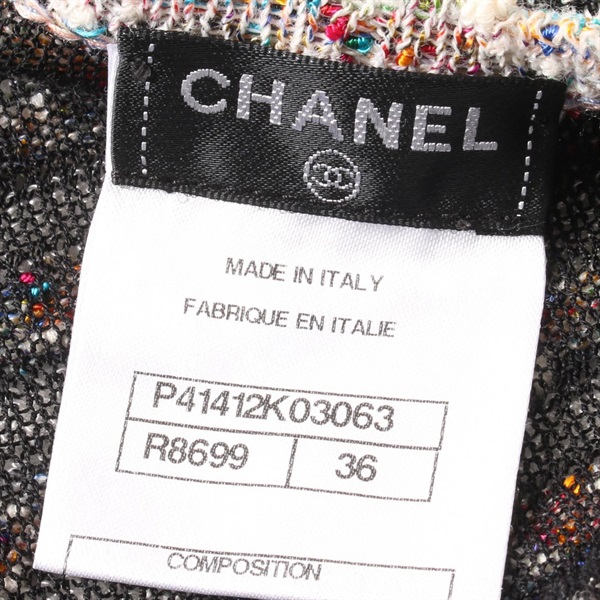 CHANEL
MADE IN ITALY
FABRIQUE EN ITALIE
P41412K03063
R8699 36
COMPOSITION